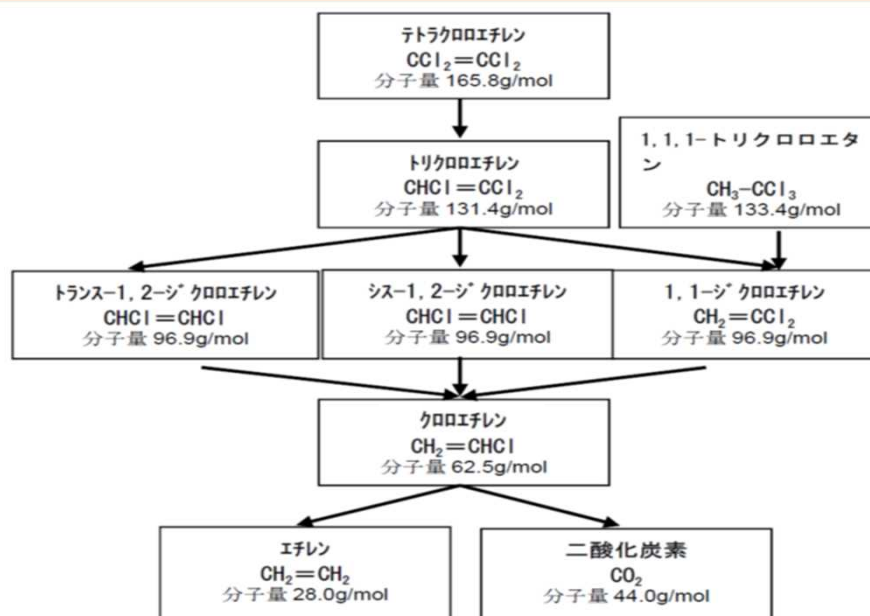 テトラクロロエチレン
CCl₂＝CCl₂
分子量 165.8g/mol
トリクロロエチレン
CHCl＝CCl₂
分子量 131.4g/mol
1,1,1-トリクロロエタ
ン
CH₃-CCl₃
分子量 133.4g/mol
トランス-1,2-ジクロロエチレン
CHCl＝CHCl
分子量 96.9g/mol
シス-1,2-ジクロロエチレン
CHCl＝CHCl
分子量 96.9g/mol
1,1-ジクロロエチレン
CH₂＝CCl₂
分子量 96.9g/mol
クロロエチレン
CH₂＝CHCl
分子量 62.5g/mol
エチレン
CH₂＝CH₂
分子量 28.0g/mol
二酸化炭素
CO₂
分子量 44.0g/mol